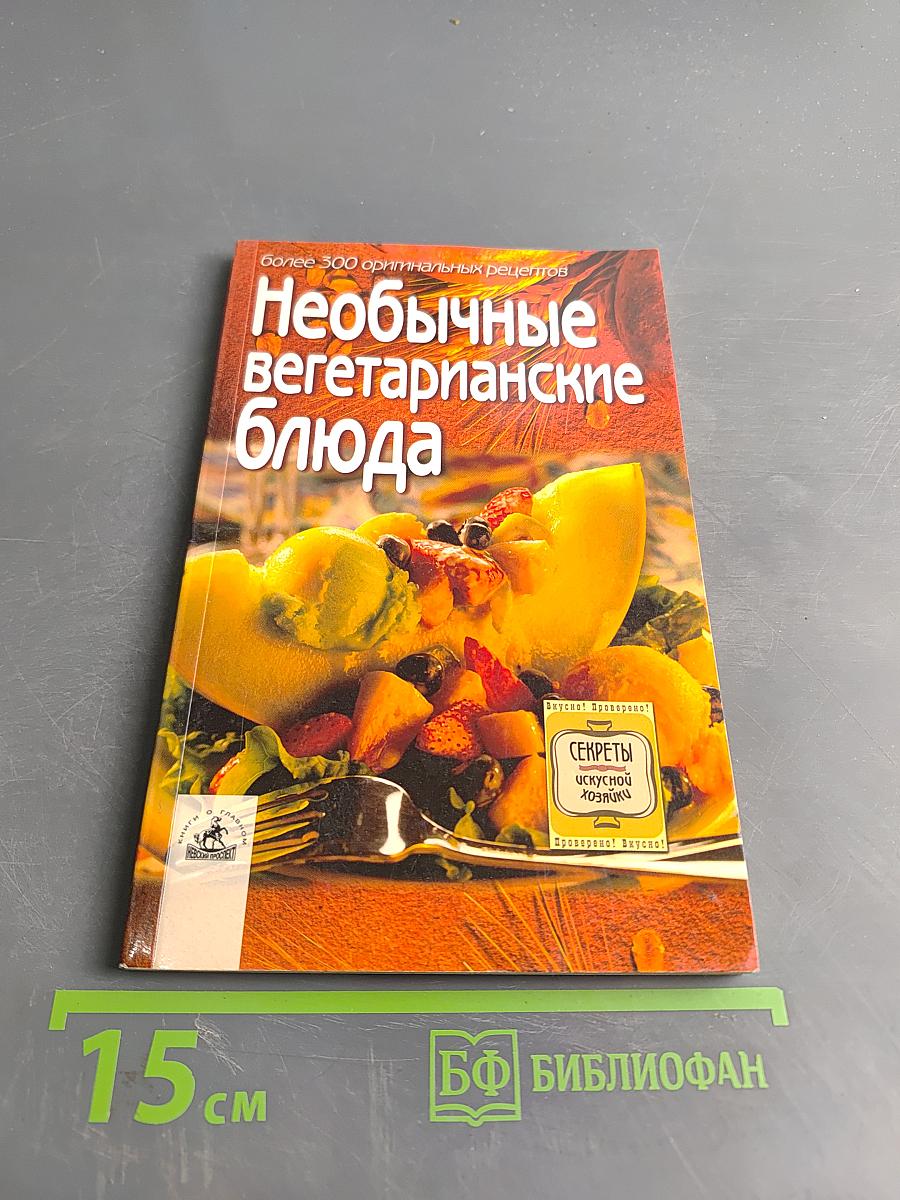 более 300 оригинальных рецептов
Необычные
вегетарианские
блюда
Вкусно! Проверено!
СЕКРЕТЫ
искусной
хозяйки
Проверено! Вкусно!
КНИГИ О ГЛАВНОМ
НЕВСКИЙ ПРОСПЕКТ
15 см
БФ БИБЛИОФАН